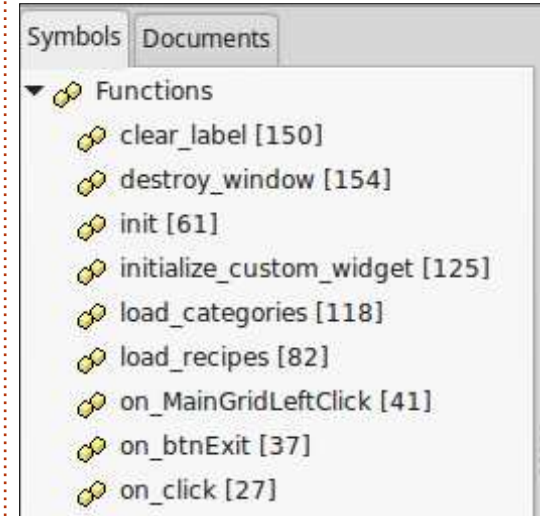 Symbols Documents
Functions
clear_label [150]
destroy_window [154]
init [61]
initialize_custom_widget [125]
load_categories [118]
load_recipes [82]
on_MainGridLeftClick [41]
on_btnExit [37]
on_click [27]